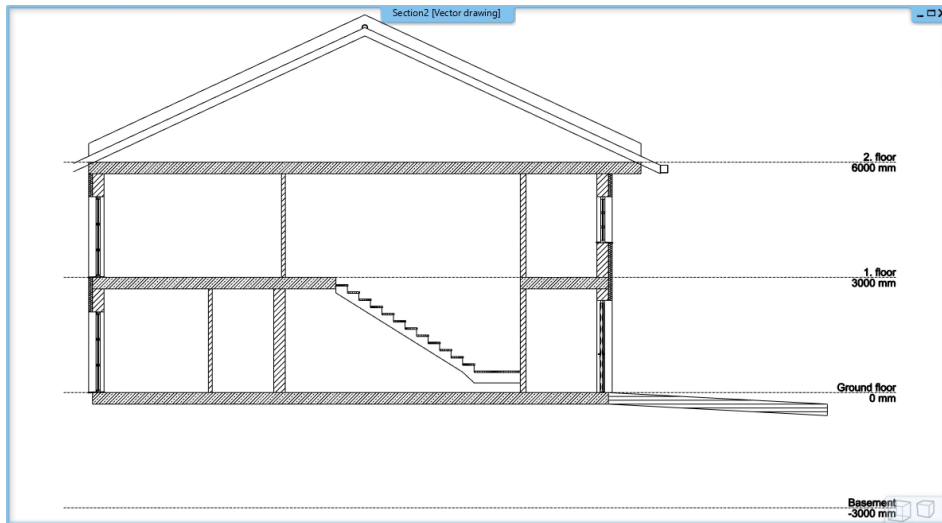 Section2 [Vector drawing]
2. floor
6000 mm
1. floor
3000 mm
Ground floor
0 mm
Basement
-3000 mm